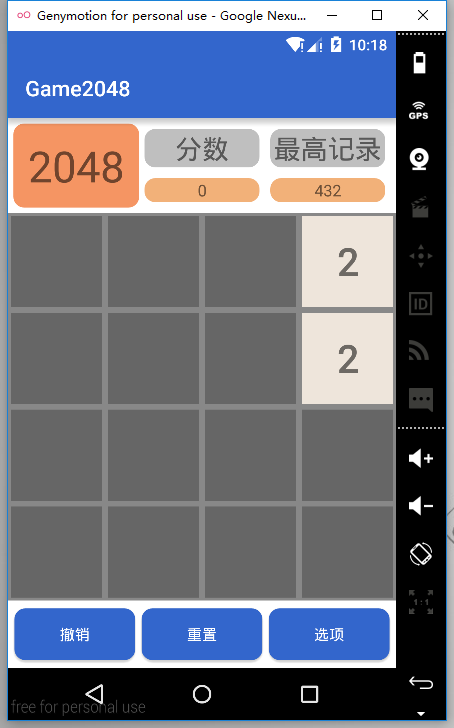 Genymotion for personal use - Google Nexu...
10:18
Game2048
GPS
2048
分数
最高记录
0
432
2
ID
2
1:1
撤销
重置
选项
free for personal use